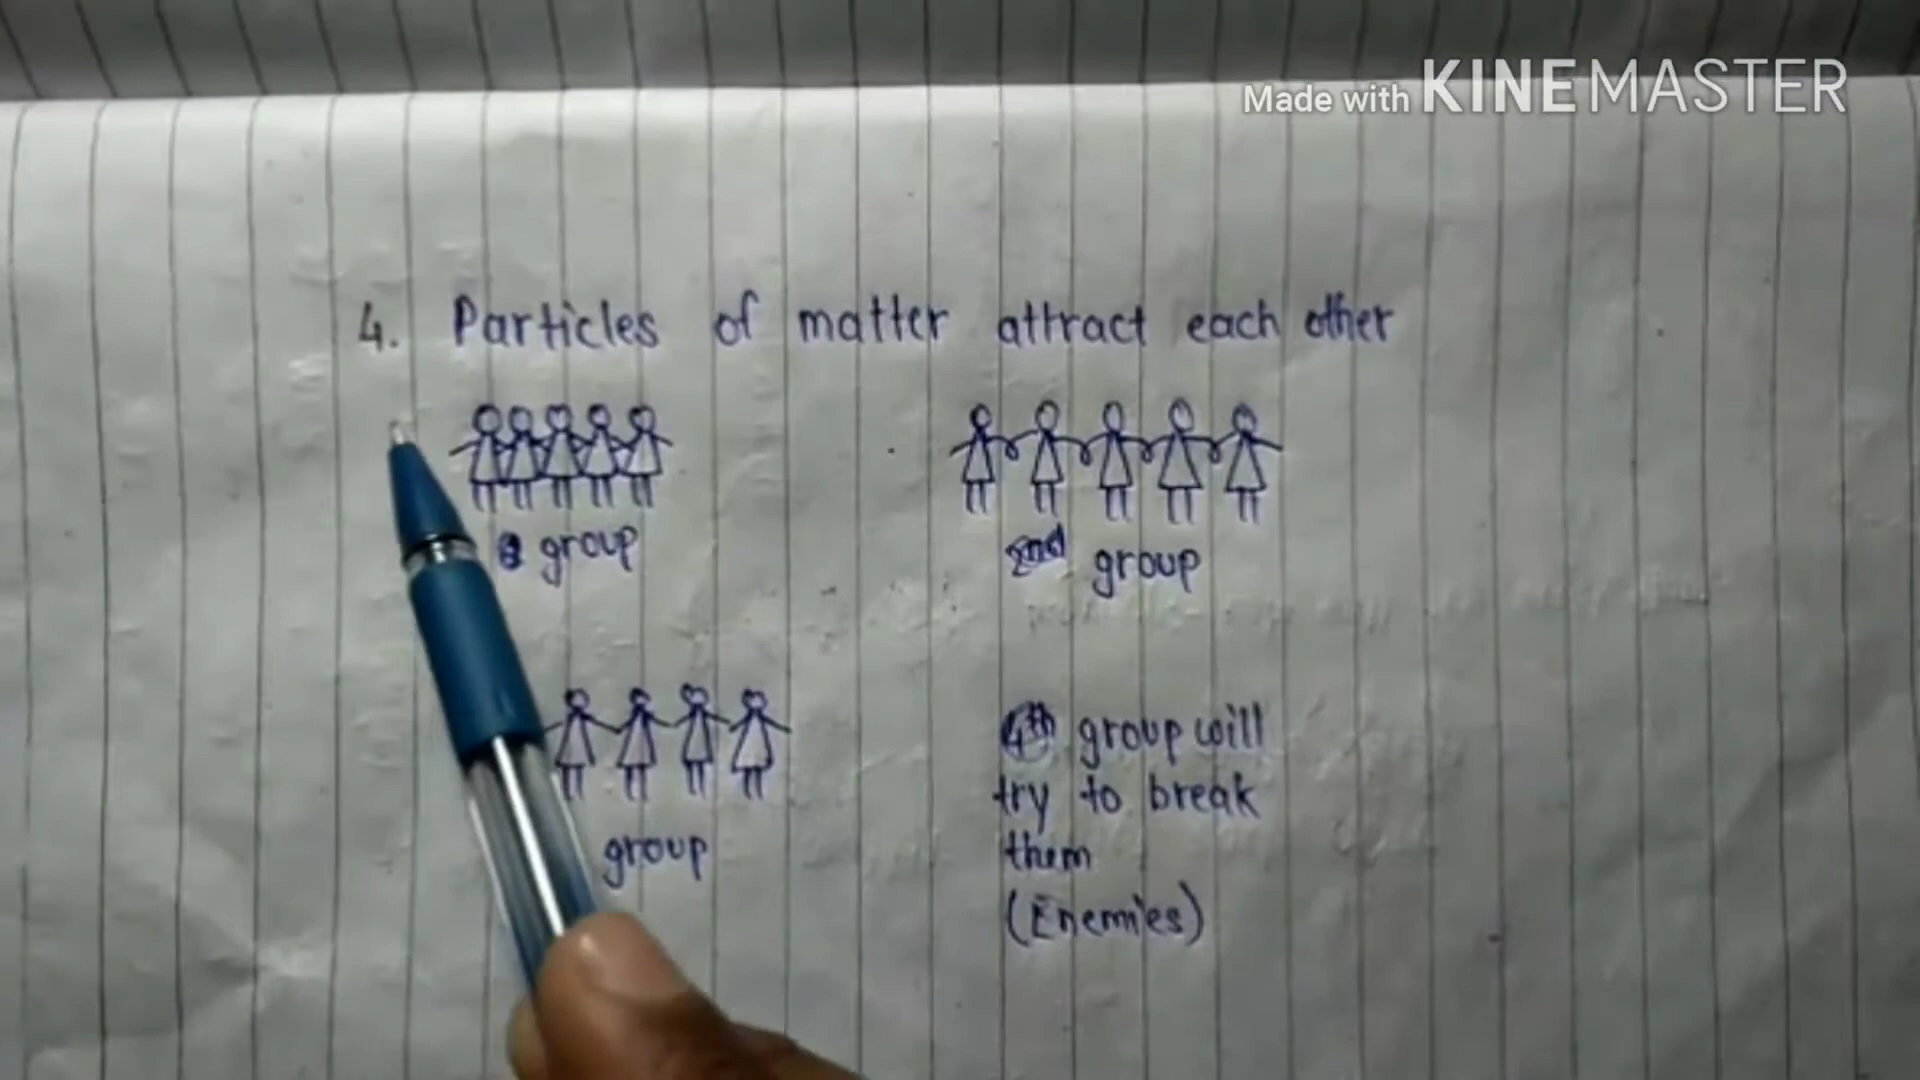 Made with KINEMASTER
4. Particles of matter attract each other
group
2nd group
group
4th group will
try to break
them
(Enemies)